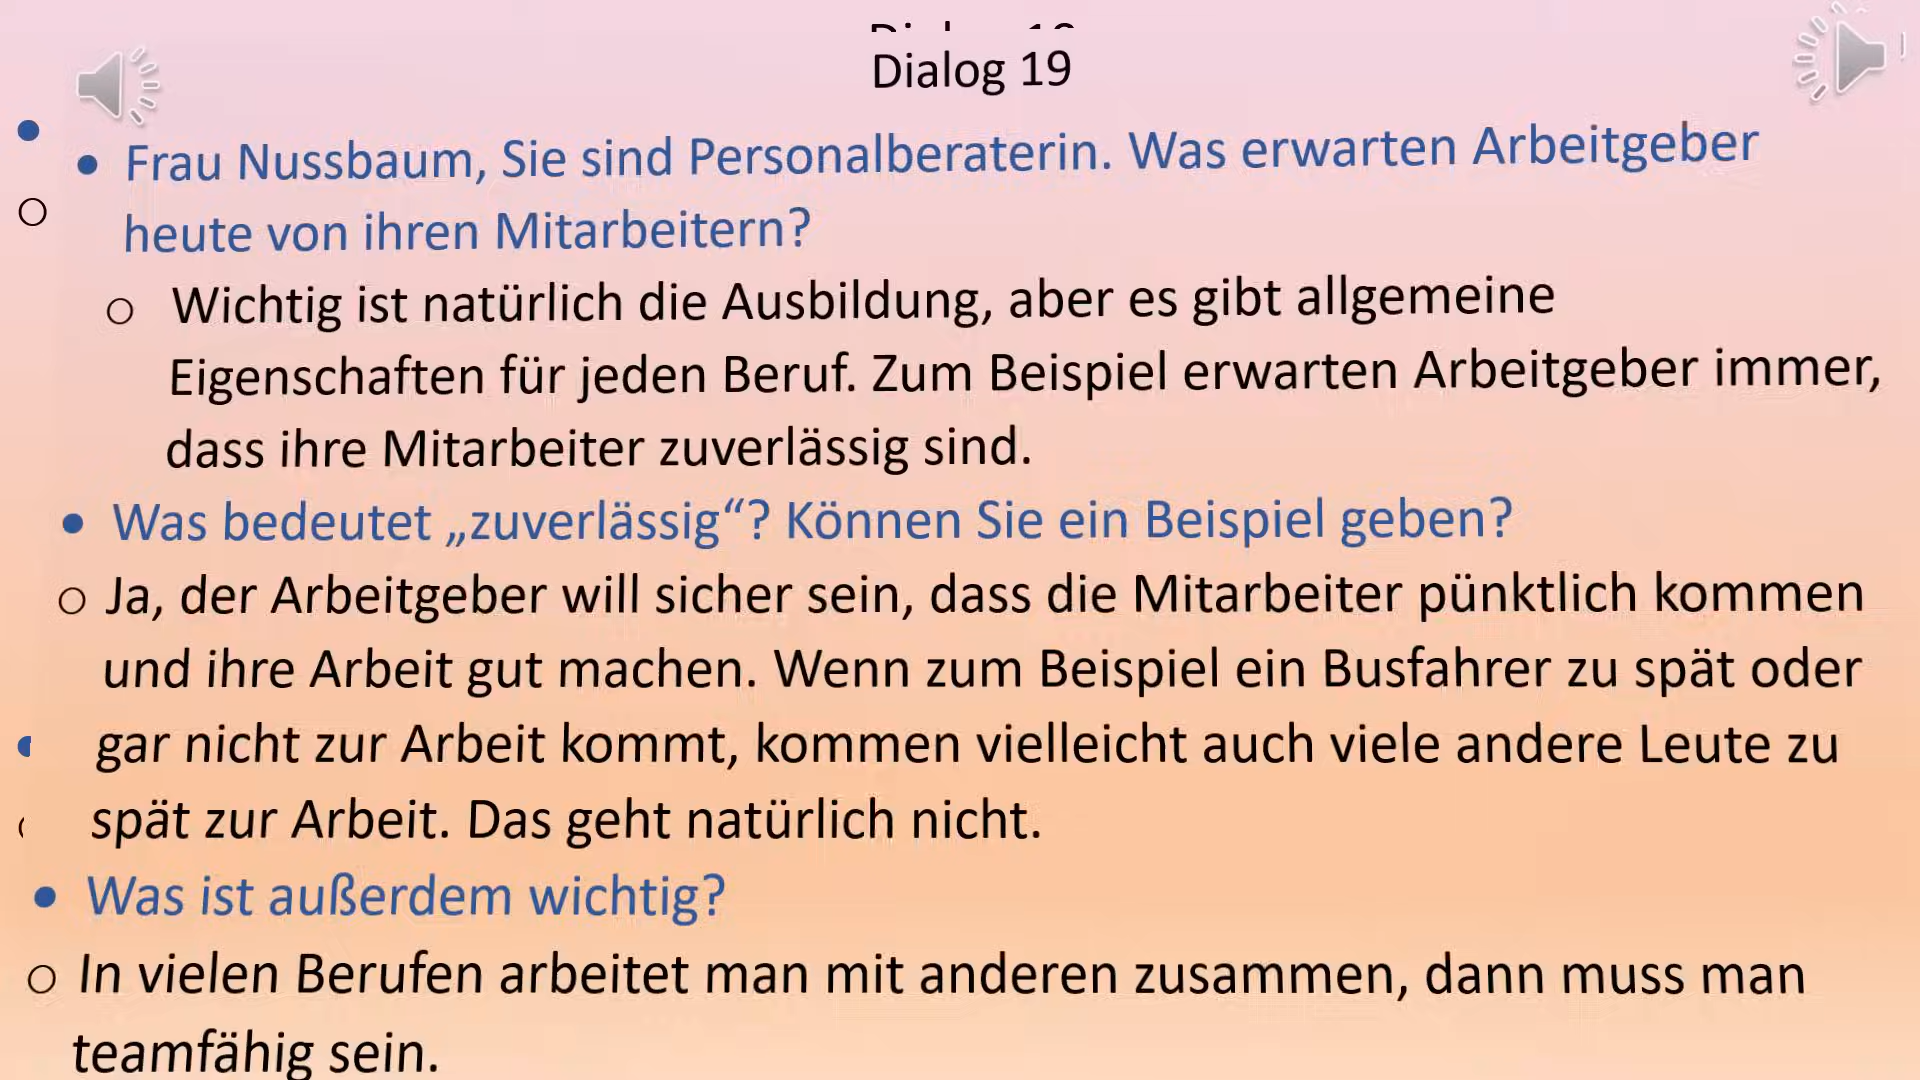 Dialog 19
• Frau Nussbaum, Sie sind Personalberaterin. Was erwarten Arbeitgeber
heute von ihren Mitarbeitern?
○ Wichtig ist natürlich die Ausbildung, aber es gibt allgemeine
Eigenschaften für jeden Beruf. Zum Beispiel erwarten Arbeitgeber immer,
dass ihre Mitarbeiter zuverlässig sind.
• Was bedeutet „zuverlässig“? Können Sie ein Beispiel geben?
○ Ja, der Arbeitgeber will sicher sein, dass die Mitarbeiter pünktlich kommen
und ihre Arbeit gut machen. Wenn zum Beispiel ein Busfahrer zu spät oder
gar nicht zur Arbeit kommt, kommen vielleicht auch viele andere Leute zu
spät zur Arbeit. Das geht natürlich nicht.
• Was ist außerdem wichtig?
○ In vielen Berufen arbeitet man mit anderen zusammen, dann muss man
teamfähig sein.